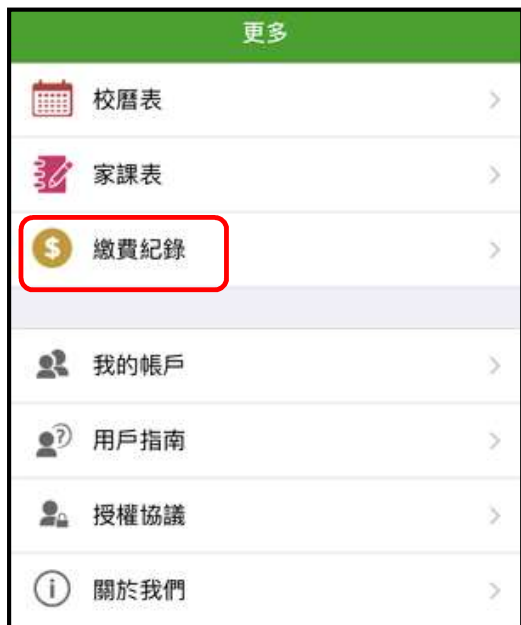 更多
校曆表
家課表
$ 繳費紀錄
我的帳戶
用戶指南
授權協議
關於我們